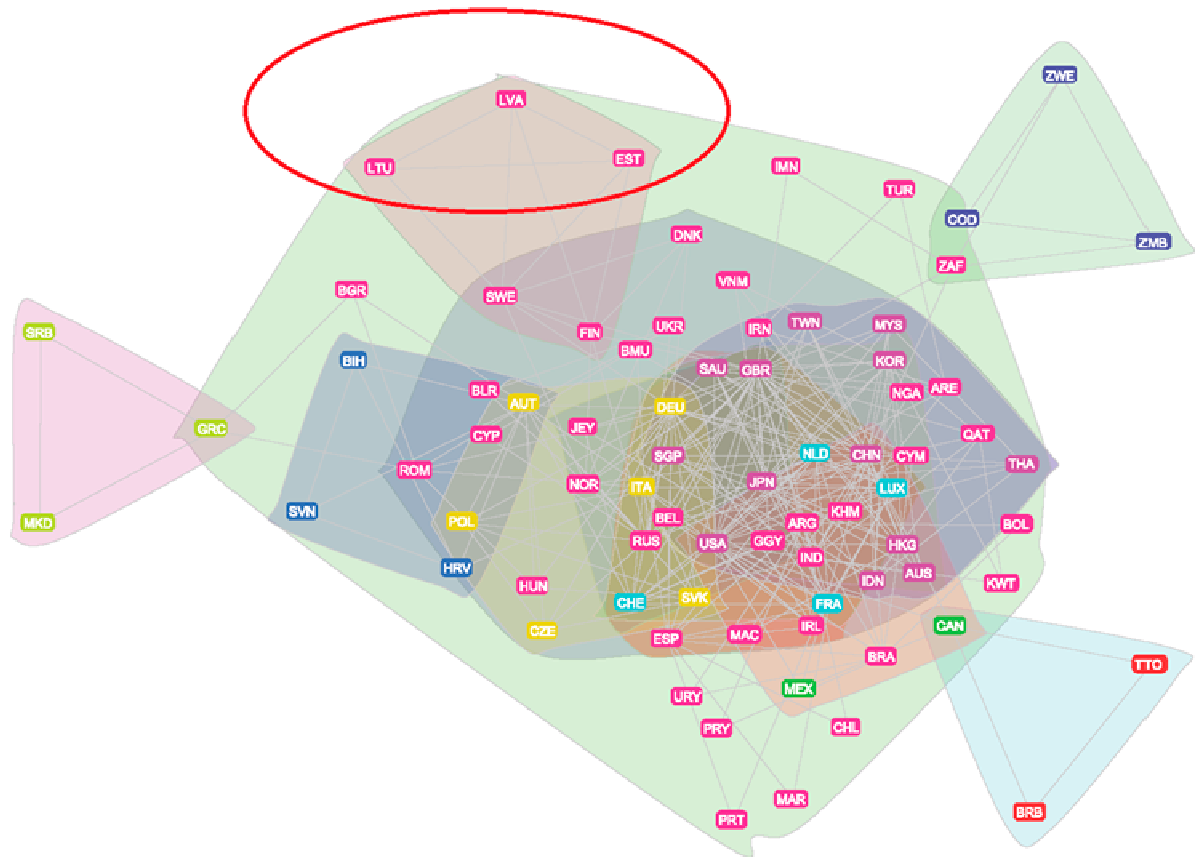 ZWE
LVA
EST
LTU
IMN
TUR
COD
DNK
ZMB
ZAF
VNM
BGR
SWE
SRB
FIN
UKR
IRN
TWN
MYS
BMU
BIH
SAU
GBR
KOR
BLR
NGA
ARE
AUT
DEU
GRC
JEY
CYP
QAT
ROM
SGP
NLD
CHN
CYM
THA
NOR
ITA
JPN
LUX
SVN
MKD
POL
BEL
ARG
KHM
BOL
RUS
USA
GGY
HKG
IND
HRV
HUN
IDN
AUS
KWT
CHE
SVK
FRA
CZE
ESP
MAC
IRL
CAN
BRA
TTO
URY
MEX
PRY
CHL
MAR
PRT
BRB